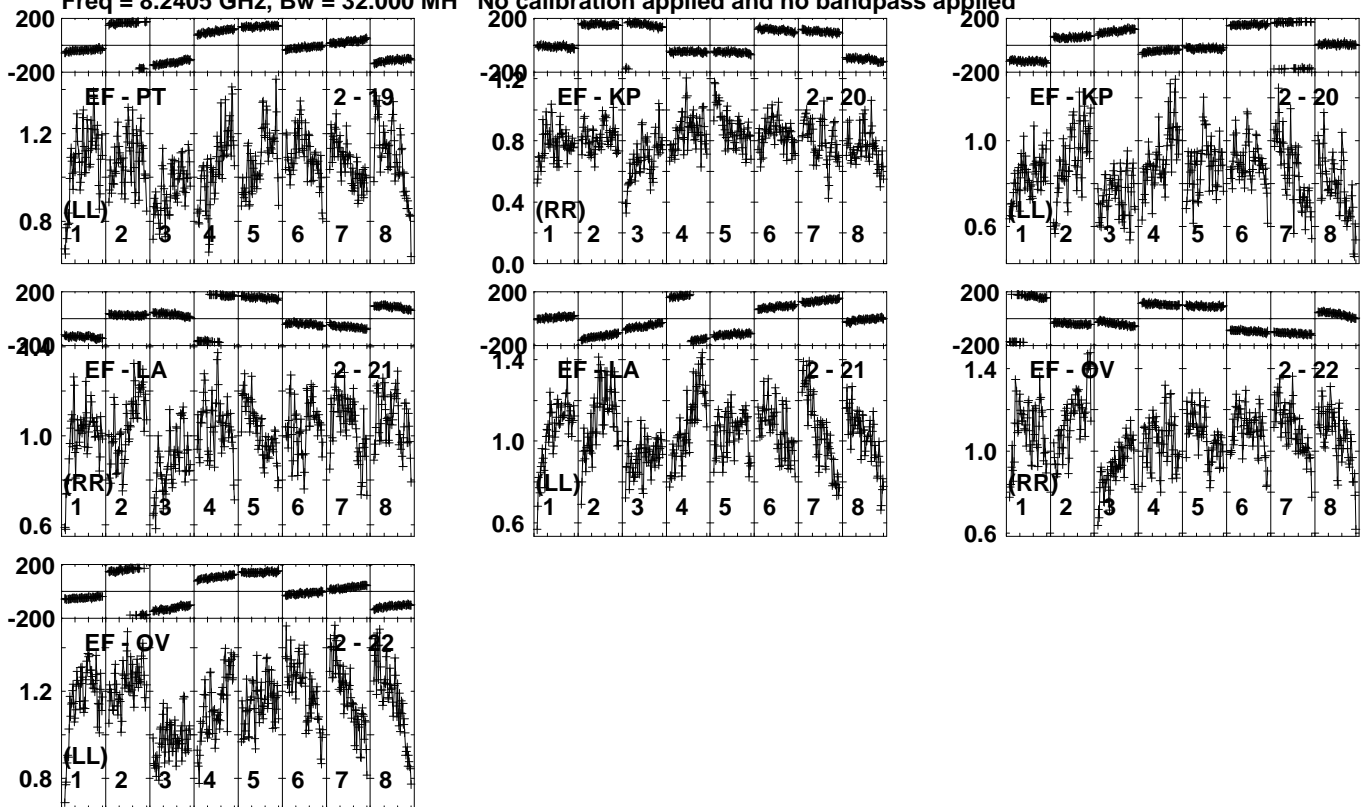 Freq = 8.2405 GHz, Bw = 32.000 MH No calibration applied and no bandpass applied
200
-200
EF - PT 2 - 19
1.2
0.8
(LL)
1 2 3 4 5 6 7 8
200
-200
1.2
EF - KP 2 - 20
0.8
0.4
0.0
(RR)
1 2 3 4 5 6 7 8
200
-200
EF - KP 2 - 20
1.0
0.6
(LL)
1 2 3 4 5 6 7 8
200
-200
1.4
EF - LA 2 - 21
1.0
0.6
(RR)
1 2 3 4 5 6 7 8
200
-200
1.4
EF - LA 2 - 21
1.0
0.6
(LL)
1 2 3 4 5 6 7 8
200
-200
1.4
EF - OV 2 - 22
1.0
0.6
(RR)
1 2 3 4 5 6 7 8
200
-200
EF - OV 2 - 22
1.2
0.8
(LL)
1 2 3 4 5 6 7 8